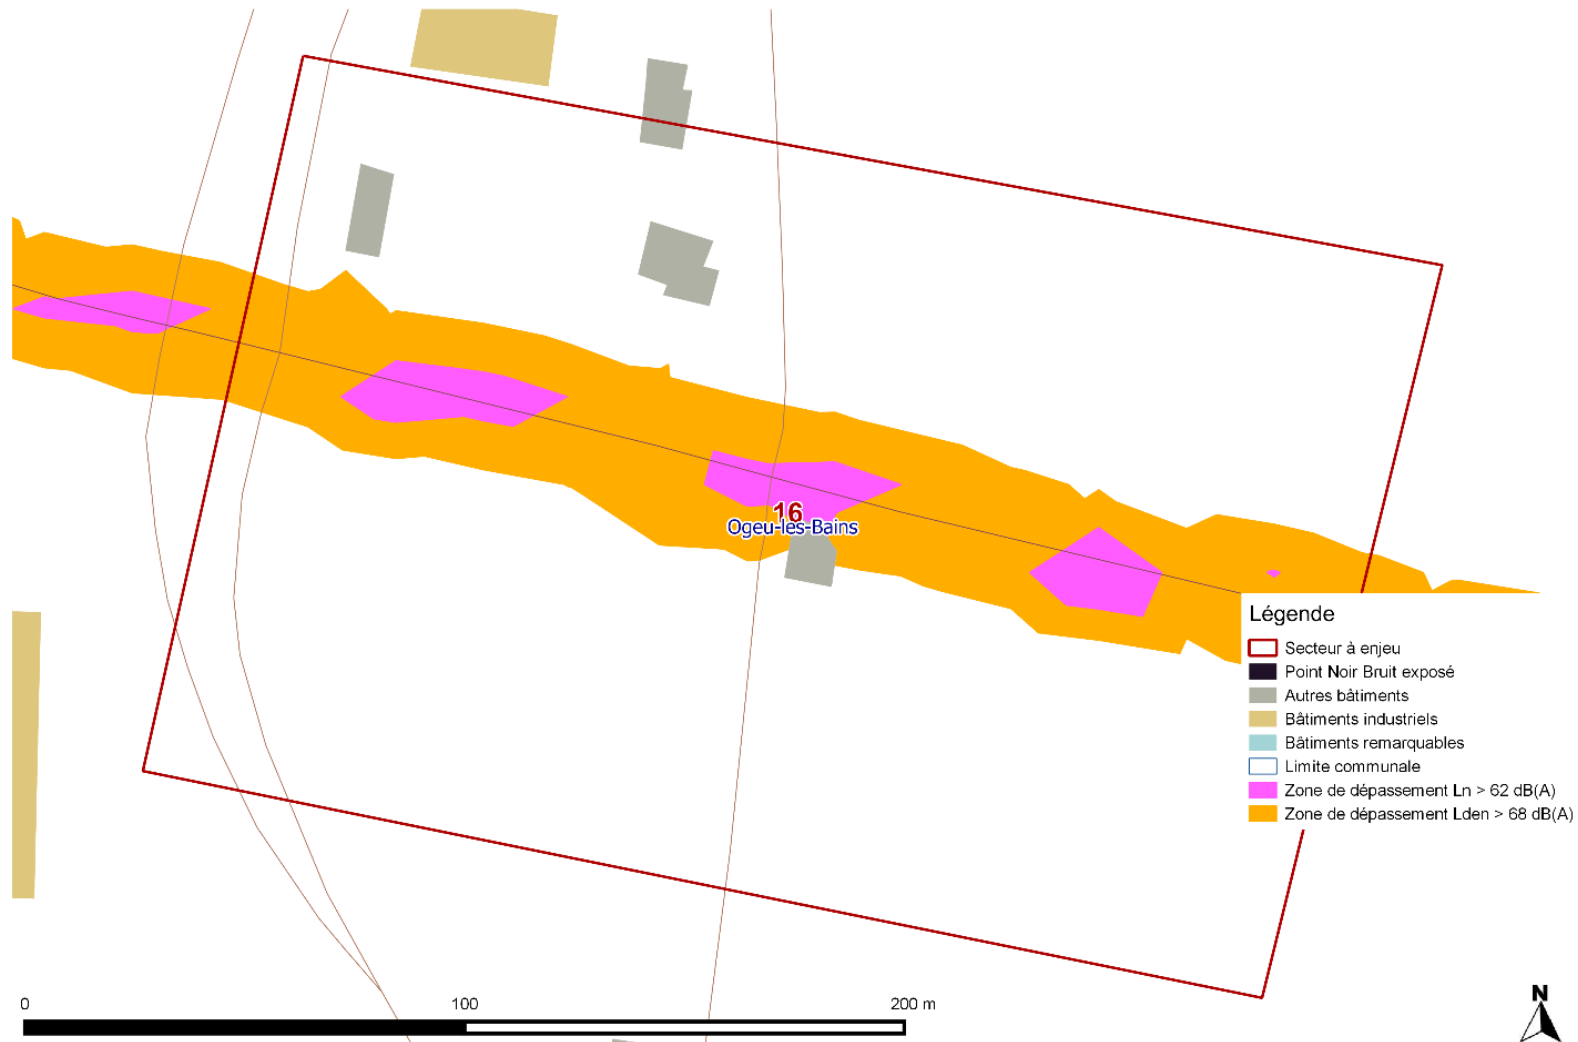 16
Ogeu-les-Bains
Légende
Secteur à enjeu
Point Noir Bruit exposé
Autres bâtiments
Bâtiments industriels
Bâtiments remarquables
Limite communale
Zone de dépassement Ln > 62 dB(A)
Zone de dépassement Lden > 68 dB(A)
0 100 200 m
N